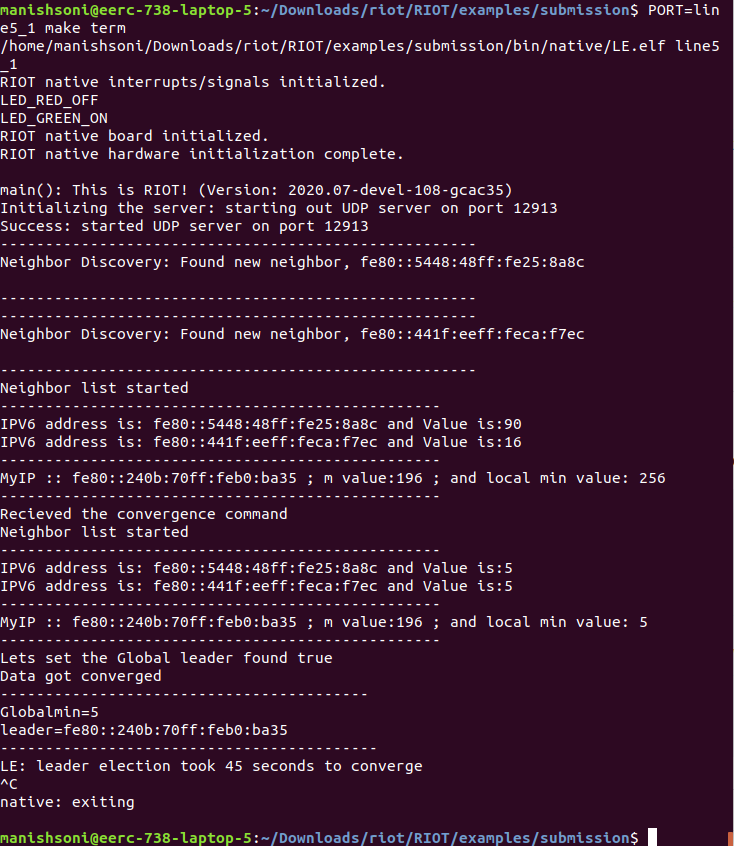 manishsoni@eerc-738-laptop-5:~/Downloads/riot/RIOT/examples/submission$ PORT=lin
e5_1 make term
/home/manishsoni/Downloads/riot/RIOT/examples/submission/bin/native/LE.elf line5
_1
RIOT native interrupts/signals initialized.
LED_RED_OFF
LED_GREEN_ON
RIOT native board initialized.
RIOT native hardware initialization complete.

main(): This is RIOT! (Version: 2020.07-devel-108-gcac35)
Initializing the server: starting out UDP server on port 12913
Success: started UDP server on port 12913
-----------------------------------------------------
Neighbor Discovery: Found new neighbor, fe80::5448:48ff:fe25:8a8c

-----------------------------------------------------
-----------------------------------------------------
Neighbor Discovery: Found new neighbor, fe80::441f:eeff:feca:f7ec

-----------------------------------------------------
Neighbor list started
-------------------------------------------------
IPV6 address is: fe80::5448:48ff:fe25:8a8c and Value is:90
IPV6 address is: fe80::441f:eeff:feca:f7ec and Value is:16
-------------------------------------------------
MyIP :: fe80::240b:70ff:feb0:ba35 ; m value:196 ; and local min value: 256
-------------------------------------------------
Recieved the convergence command
Neighbor list started
-------------------------------------------------
IPV6 address is: fe80::5448:48ff:fe25:8a8c and Value is:5
IPV6 address is: fe80::441f:eeff:feca:f7ec and Value is:5
-------------------------------------------------
MyIP :: fe80::240b:70ff:feb0:ba35 ; m value:196 ; and local min value: 5
-------------------------------------------------
Lets set the Global leader found true
Data got converged
-----------------------------------------
Globalmin=5
leader=fe80::240b:70ff:feb0:ba35
------------------------------------------
LE: leader election took 45 seconds to converge
^C
native: exiting

manishsoni@eerc-738-laptop-5:~/Downloads/riot/RIOT/examples/submission$